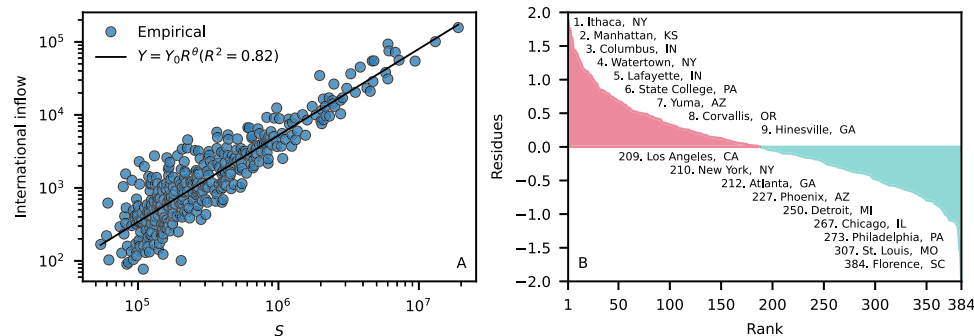 Empirical
Y = Y₀R^θ(R² = 0.82)
International inflow
10⁵
10⁴
10³
10²
10⁵
10⁶
10⁷
S
A
Residues
2.0
1.5
1.0
0.5
0.0
−0.5
−1.0
−1.5
−2.0
1. Ithaca, NY
2. Manhattan, KS
3. Columbus, IN
4. Watertown, NY
5. Lafayette, IN
6. State College, PA
7. Yuma, AZ
8. Corvallis, OR
9. Hinesville, GA
209. Los Angeles, CA
210. New York, NY
212. Atlanta, GA
227. Phoenix, AZ
250. Detroit, MI
267. Chicago, IL
273. Philadelphia, PA
307. St. Louis, MO
384. Florence, SC
B
1
50
100
150
200
250
300
350
384
Rank